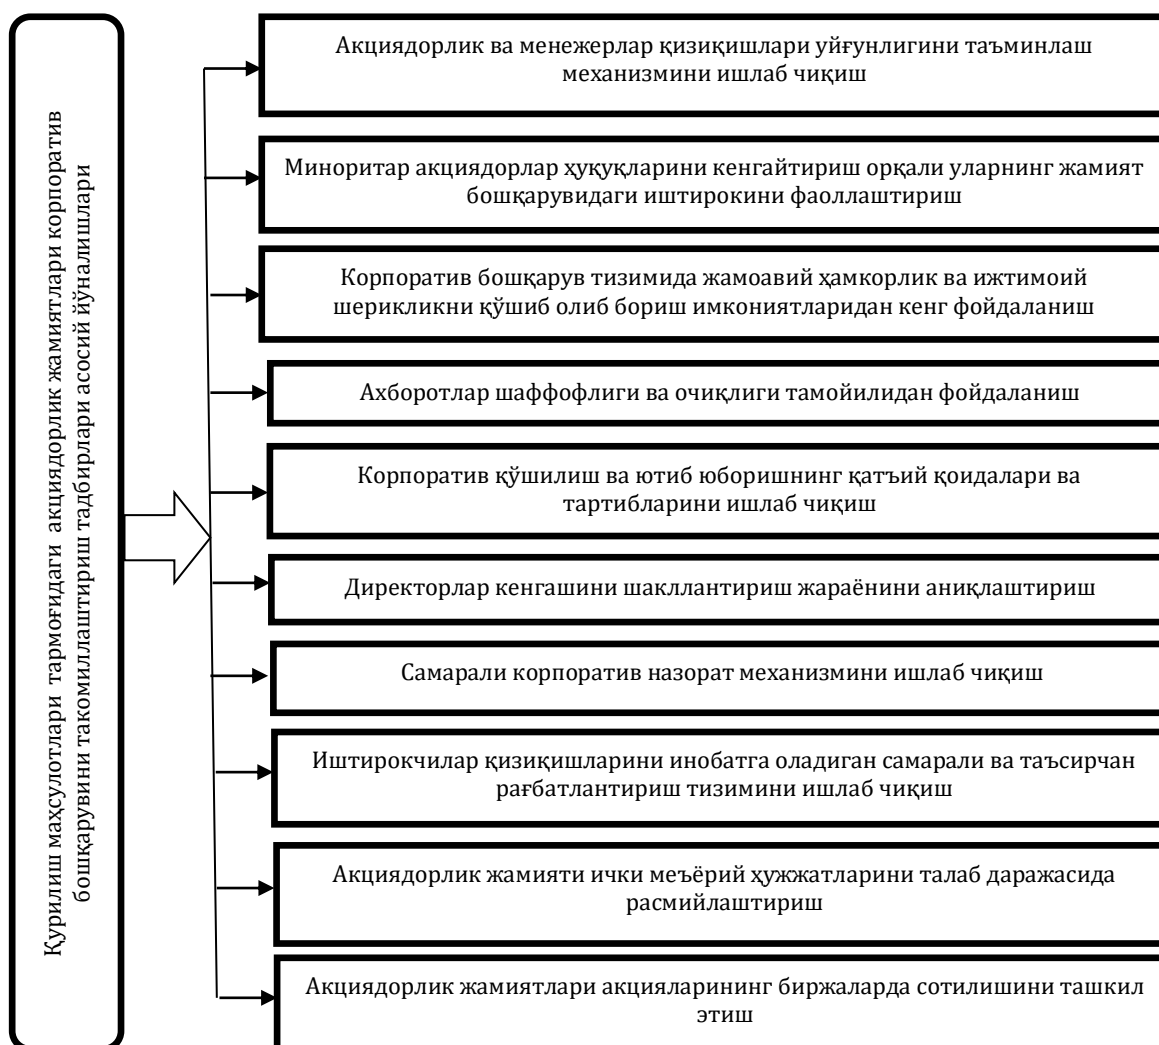 Қурилиш маҳсулотлари тармоғидаги акциядорлик жамиятлари корпоратив
бошқарувини такомиллаштириш тадбирлари асосий йўналишлари
Акциядорлик ва менежерлар қизиқишлари уйғунлигини таъминлаш
механизмини ишлаб чиқиш
Миноритар акциядорлар ҳуқуқларини кенгайтириш орқали уларнинг жамият
бошқарувидаги иштирокини фаоллаштириш
Корпоратив бошқарув тизимида жамоавий ҳамкорлик ва ижтимоий
шерикликни қўшиб олиб бориш имкониятларидан кенг фойдаланиш
Ахборотлар шаффофлиги ва очиқлиги тамойилидан фойдаланиш
Корпоратив қўшилиш ва ютиб юборишнинг қатъий қоидалари ва
тартибларини ишлаб чиқиш
Директорлар кенгашини шакллантириш жараёнини аниқлаштириш
Самарали корпоратив назорат механизмини ишлаб чиқиш
Иштирокчилар қизиқишларини инобатга оладиган самарали ва таъсирчан
рағбатлантириш тизимини ишлаб чиқиш
Акциядорлик жамияти ички меъёрий ҳужжатларини талаб даражасида
расмийлаштириш
Акциядорлик жамиятлари акцияларининг биржаларда сотилишини ташкил
этиш